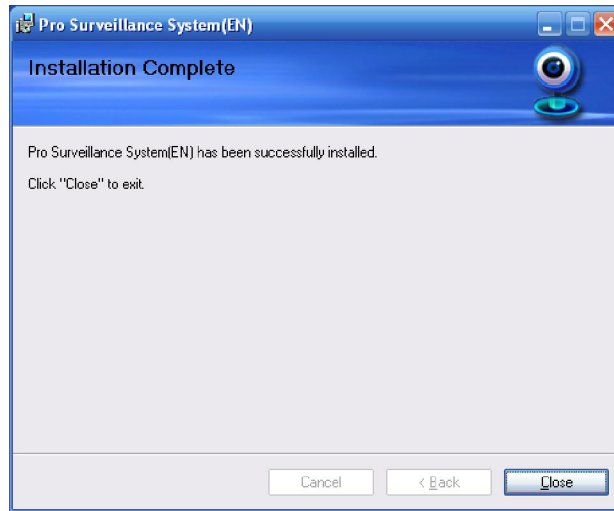 Pro Surveillance System(EN)
Installation Complete
Pro Surveillance System(EN) has been successfully installed.
Click "Close" to exit.
Cancel
< Back
Close